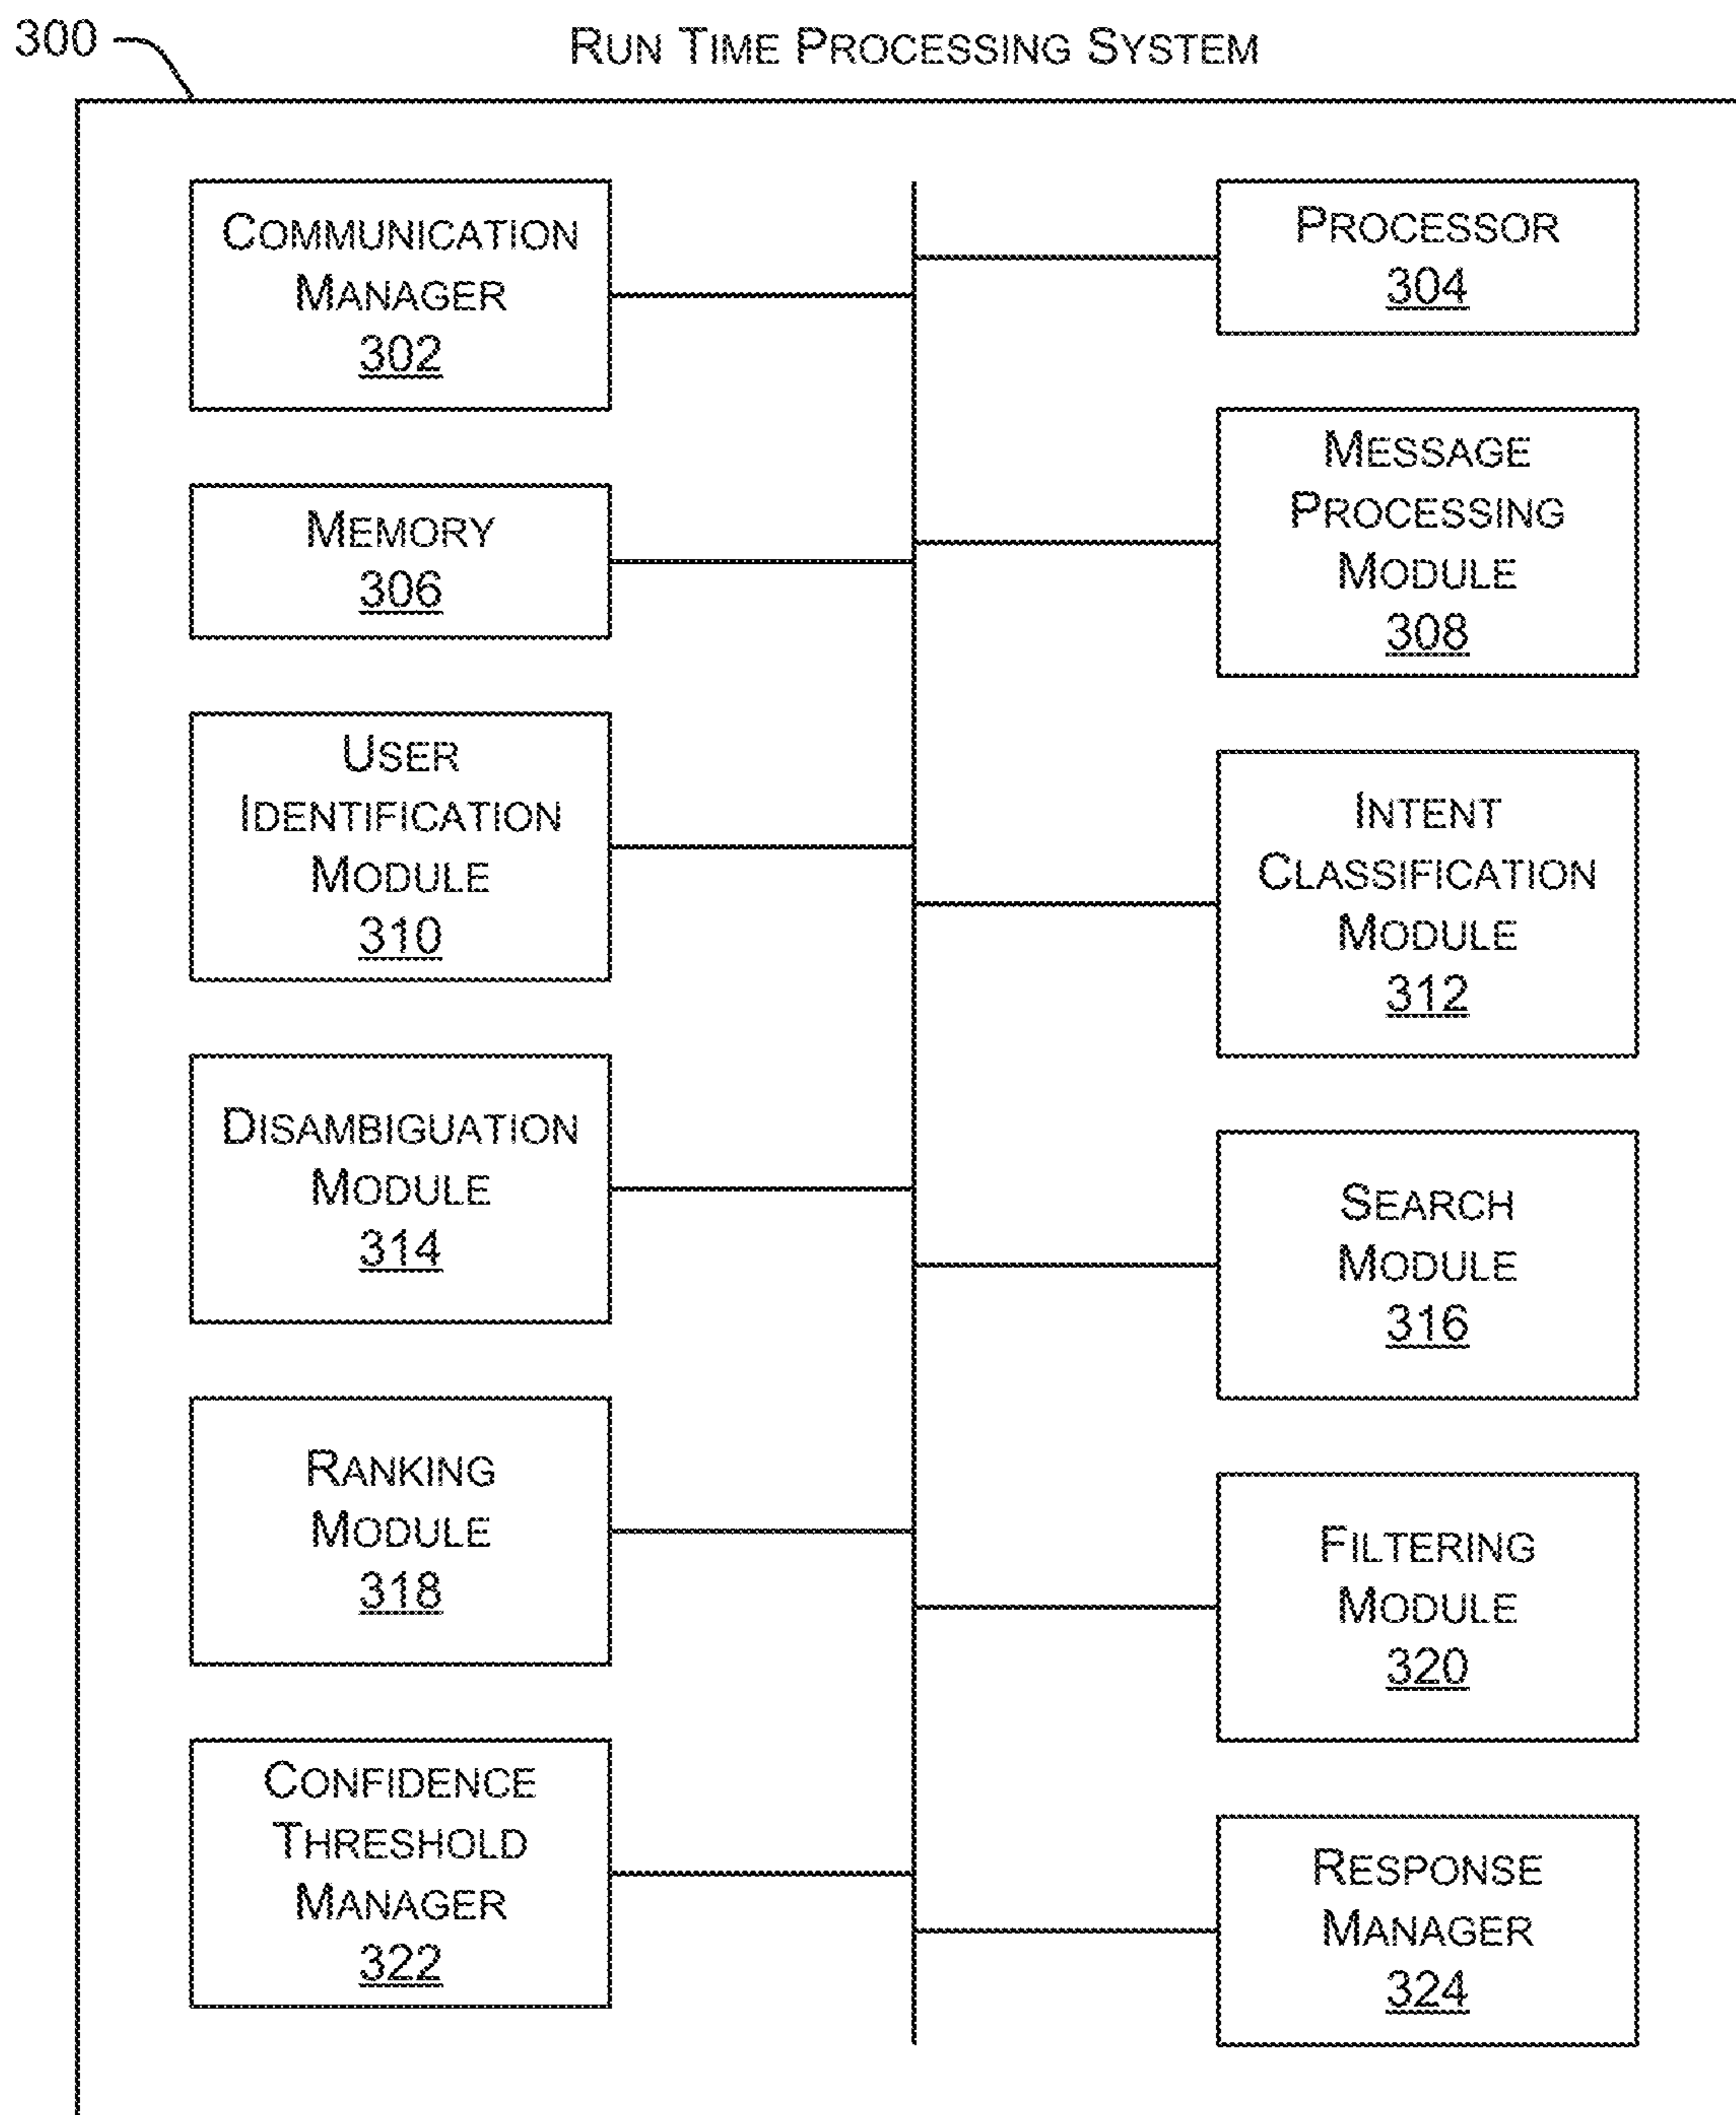 300
RUN TIME PROCESSING SYSTEM
COMMUNICATION
MANAGER
302
PROCESSOR
304
MEMORY
306
MESSAGE
PROCESSING
MODULE
308
USER
IDENTIFICATION
MODULE
310
INTENT
CLASSIFICATION
MODULE
312
DISAMBIGUATION
MODULE
314
SEARCH
MODULE
316
RANKING
MODULE
318
FILTERING
MODULE
320
CONFIDENCE
THRESHOLD
MANAGER
322
RESPONSE
MANAGER
324